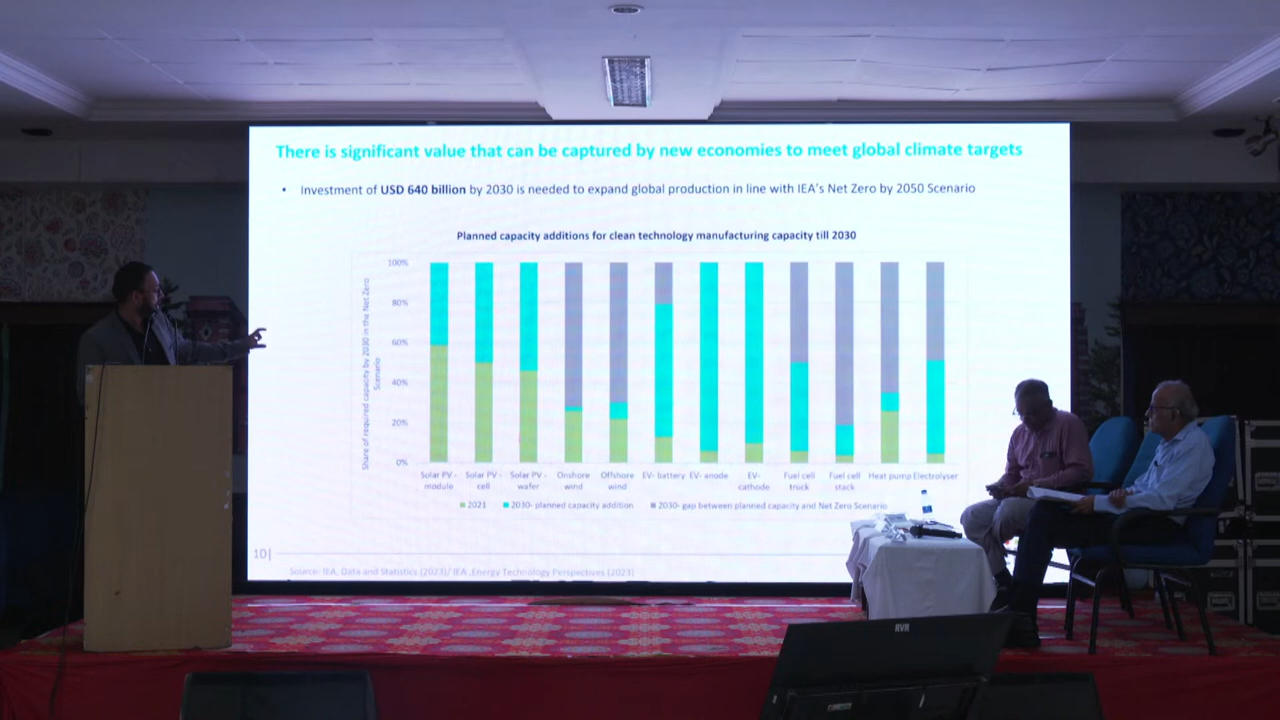 There is significant value that can be captured by new economies to meet global climate targets
• Investment of USD 640 billion by 2030 is needed to expand global production in line with IEA's Net Zero by 2050 Scenario
Planned capacity additions for clean technology manufacturing capacity till 2030
Share of required capacity by 2030 in the Net Zero
Scenario
100%
80%
60%
40%
20%
0%
Solar PV - module
Solar PV - cell
Solar PV - wafer
Onshore wind
Offshore wind
EV- battery
EV- anode
EV- cathode
Fuel cell truck
Fuel cell stack
Heat pump
Electrolyser
2021
2030- planned capacity addition
2030- gap between planned capacity and Net Zero Scenario
10|
Source: IEA, Data and Statistics (2023)/ IEA ,Energy Technology Perspectives (2023)
RVR